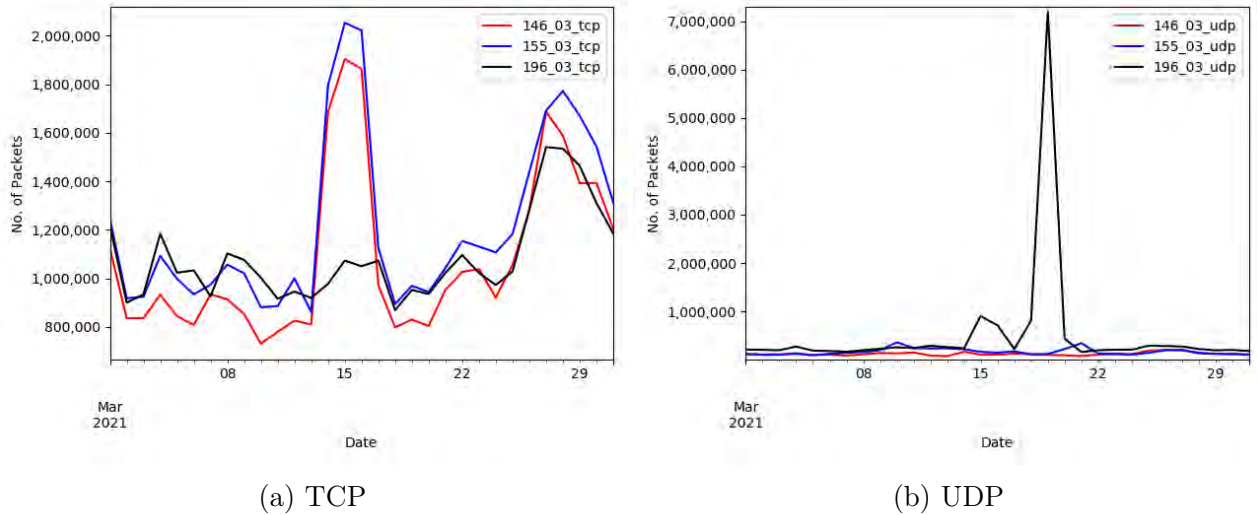 2,000,000
1,800,000
1,600,000
1,400,000
1,200,000
1,000,000
800,000
No. of Packets
146_03_tcp
155_03_tcp
196_03_tcp
08
15
22
29
Mar
2021
Date
(a) TCP
7,000,000
6,000,000
5,000,000
4,000,000
3,000,000
2,000,000
1,000,000
No. of Packets
146_03_udp
155_03_udp
196_03_udp
08
15
22
29
Mar
2021
Date
(b) UDP